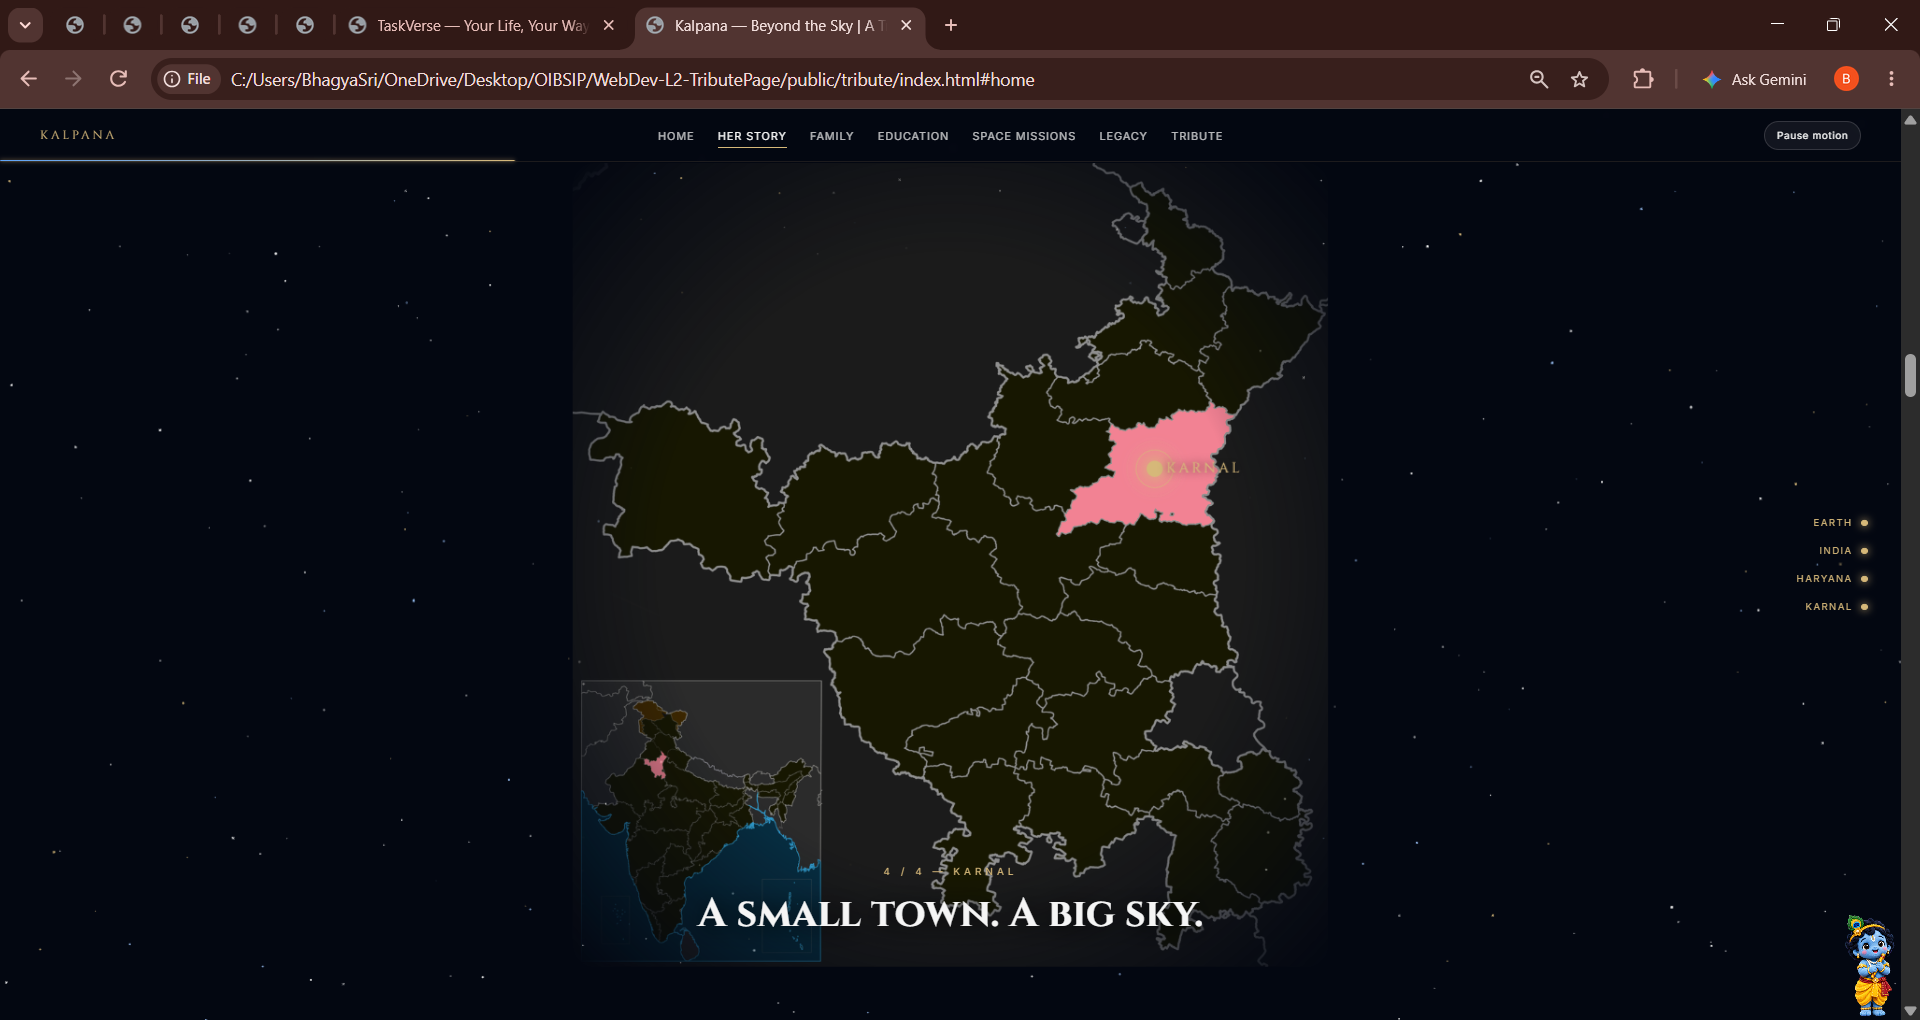 TaskVerse — Your Life, Your Way
Kalpana — Beyond the Sky | A T
File
C:/Users/BhagyaSri/OneDrive/Desktop/OIBSIP/WebDev-L2-TributePage/public/tribute/index.html#home
Ask Gemini
B
KALPANA
HOME
HER STORY
FAMILY
EDUCATION
SPACE MISSIONS
LEGACY
TRIBUTE
Pause motion
KARNAL
EARTH
INDIA
HARYANA
KARNAL
4 / 4 — KARNAL
A SMALL TOWN. A BIG SKY.